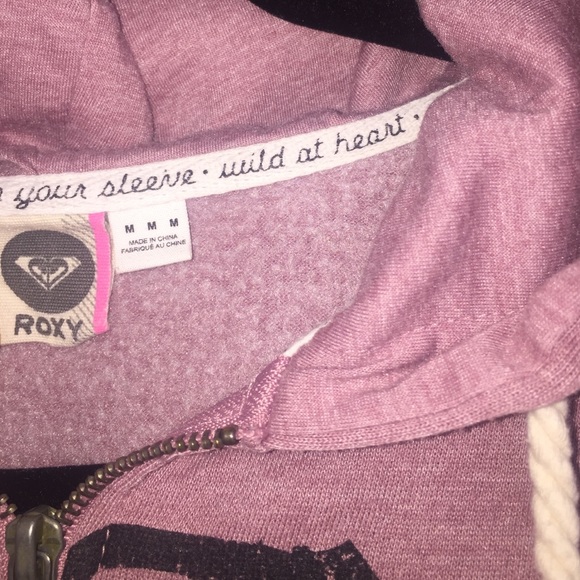 your sleeve · wild at heart ·
M M M
MADE IN CHINA
FABRIQUÉ AU CHINE
ROXY